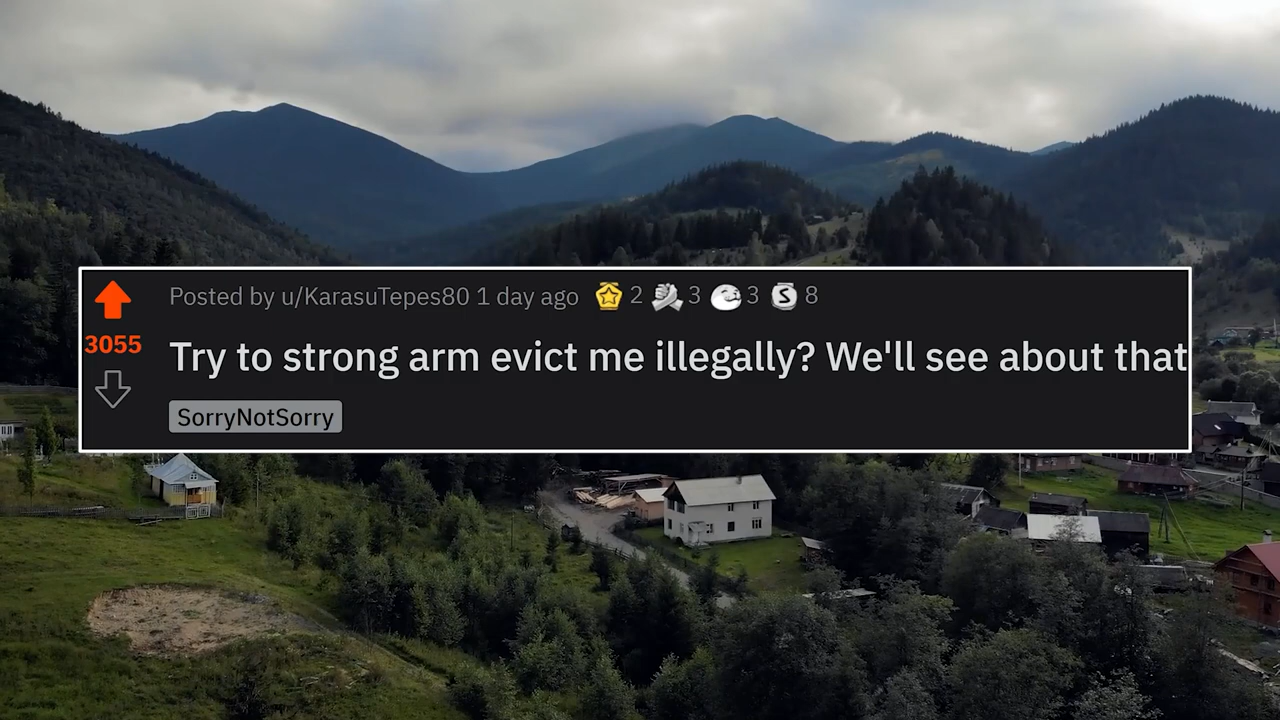 Posted by u/KarasuTepes80 1 day ago 2 3 3 S 8
3055
Try to strong arm evict me illegally? We'll see about that
SorryNotSorry